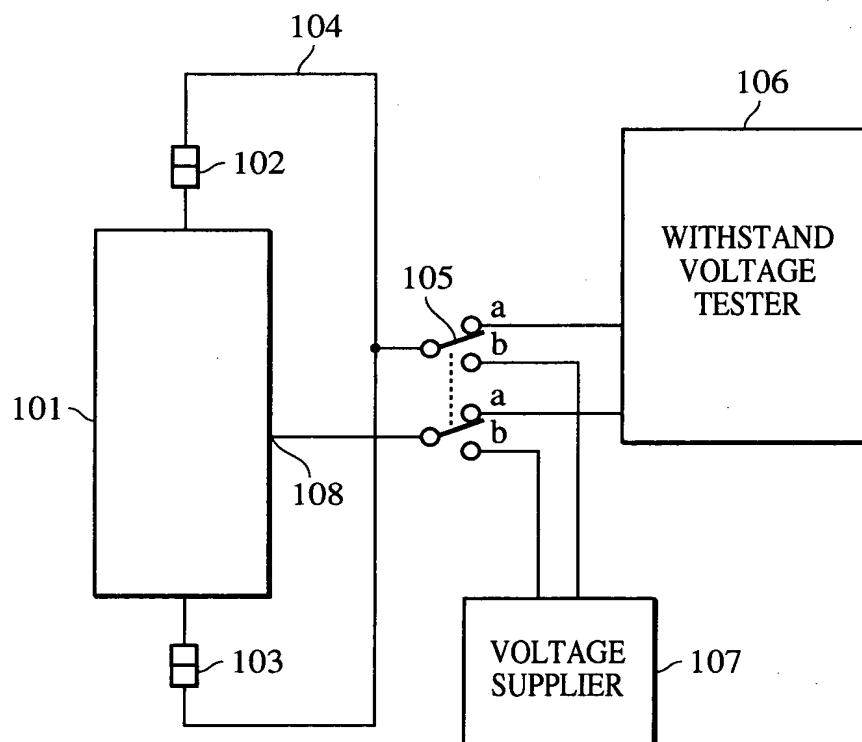 104
106
102
WITHSTAND
VOLTAGE
TESTER
105
a
b
a
b
101
108
103
VOLTAGE
SUPPLIER
107